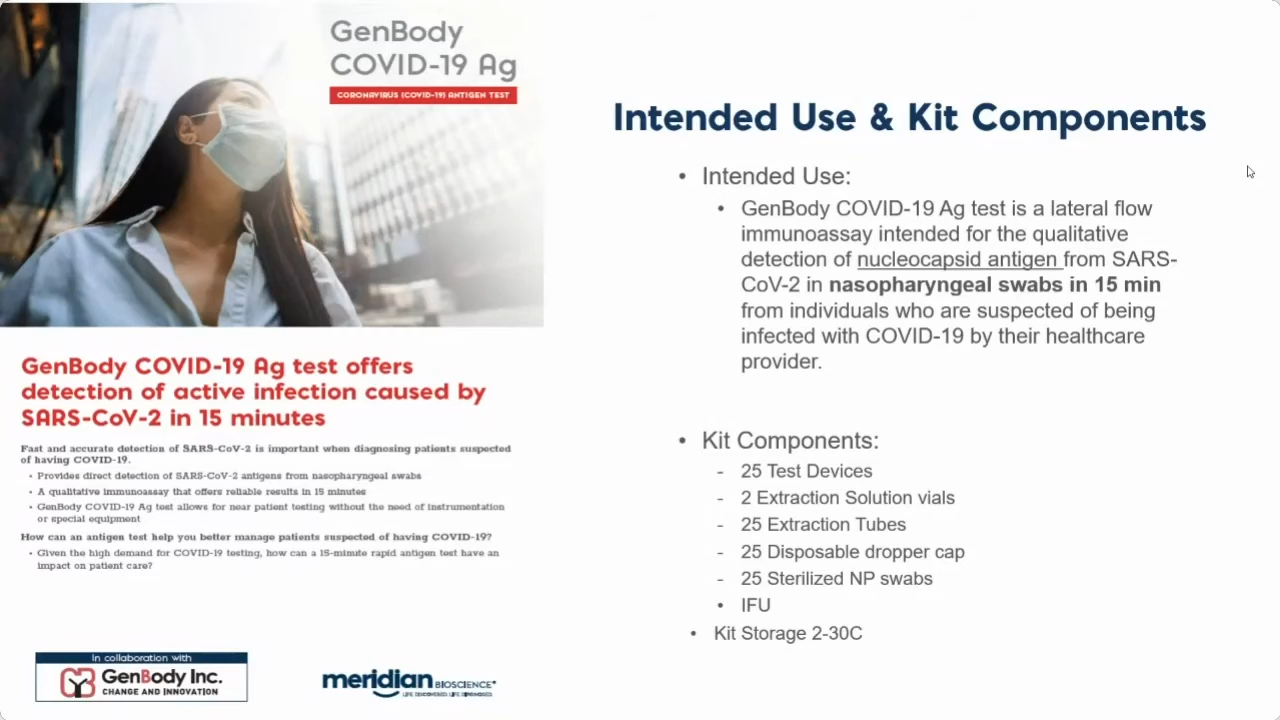 GenBody
COVID-19 Ag
CORONAVIRUS (COVID-19) ANTIGEN TEST
GenBody COVID-19 Ag test offers
detection of active infection caused by
SARS-CoV-2 in 15 minutes
Fast and accurate detection of SARS-CoV-2 is important when diagnosing patients suspected
of having COVID-19.
• Provides direct detection of SARS-CoV-2 antigens from nasopharyngeal swabs
• A qualitative immunoassay that offers reliable results in 15 minutes
• GenBody COVID-19 Ag test allows for near patient testing without the need of instrumentation
or special equipment
How can an antigen test help you better manage patients suspected of having COVID-19?
• Given the high demand for COVID-19 testing, how can a 15-minute rapid antigen test have an
impact on patient care?
In collaboration with
GenBody Inc.
CHANGE AND INNOVATION
meridian BIOSCIENCE®
LIFE DISCOVERED. LIFE DIAGNOSED.
Intended Use & Kit Components
• Intended Use:
• GenBody COVID-19 Ag test is a lateral flow
immunoassay intended for the qualitative
detection of nucleocapsid antigen from SARS-
CoV-2 in nasopharyngeal swabs in 15 min
from individuals who are suspected of being
infected with COVID-19 by their healthcare
provider.
• Kit Components:
- 25 Test Devices
- 2 Extraction Solution vials
- 25 Extraction Tubes
- 25 Disposable dropper cap
- 25 Sterilized NP swabs
• IFU
• Kit Storage 2-30C